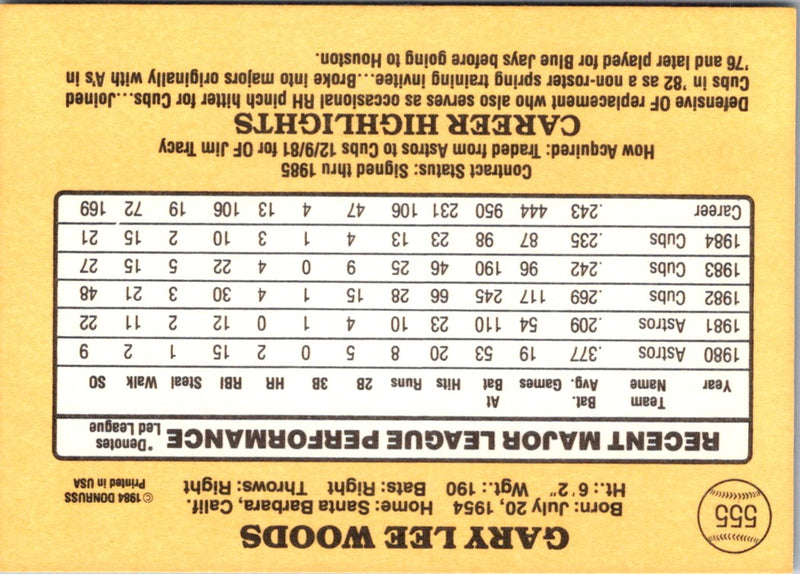 555
GARY LEE WOODS
Born: July 20, 1954 Home: Santa Barbara, Calif.
Ht.: 6'2" Wgt.: 190 Bats: Right Throws: Right
© 1984 DONRUSS
Printed in USA
RECENT MAJOR LEAGUE PERFORMANCE *Denotes Led League
Year Team Name Bat. Avg. Games At Bat Hits Runs 2B 3B HR RBI Steal Walk SO
1980 Astros .377 19 53 20 8 5 0 2 15 1 2 9
1981 Astros .209 54 110 23 10 4 1 0 12 2 11 22
1982 Cubs .269 117 245 66 28 15 1 4 30 3 21 48
1983 Cubs .242 96 190 46 25 9 0 4 22 5 15 27
1984 Cubs .235 87 98 23 13 4 1 3 10 2 15 21
Career .243 444 950 231 106 47 4 13 106 19 72 169
Contract Status: Signed thru 1985
How Acquired: Traded from Astros to Cubs 12/9/81 for OF Jim Tracy
CAREER HIGHLIGHTS
Defensive OF replacement who also serves as occasional RH pinch hitter for Cubs...Joined
Cubs in '82 as a non-roster spring training invitee...Broke into majors originally with A's in
'76 and later played for Blue Jays before going to Houston.